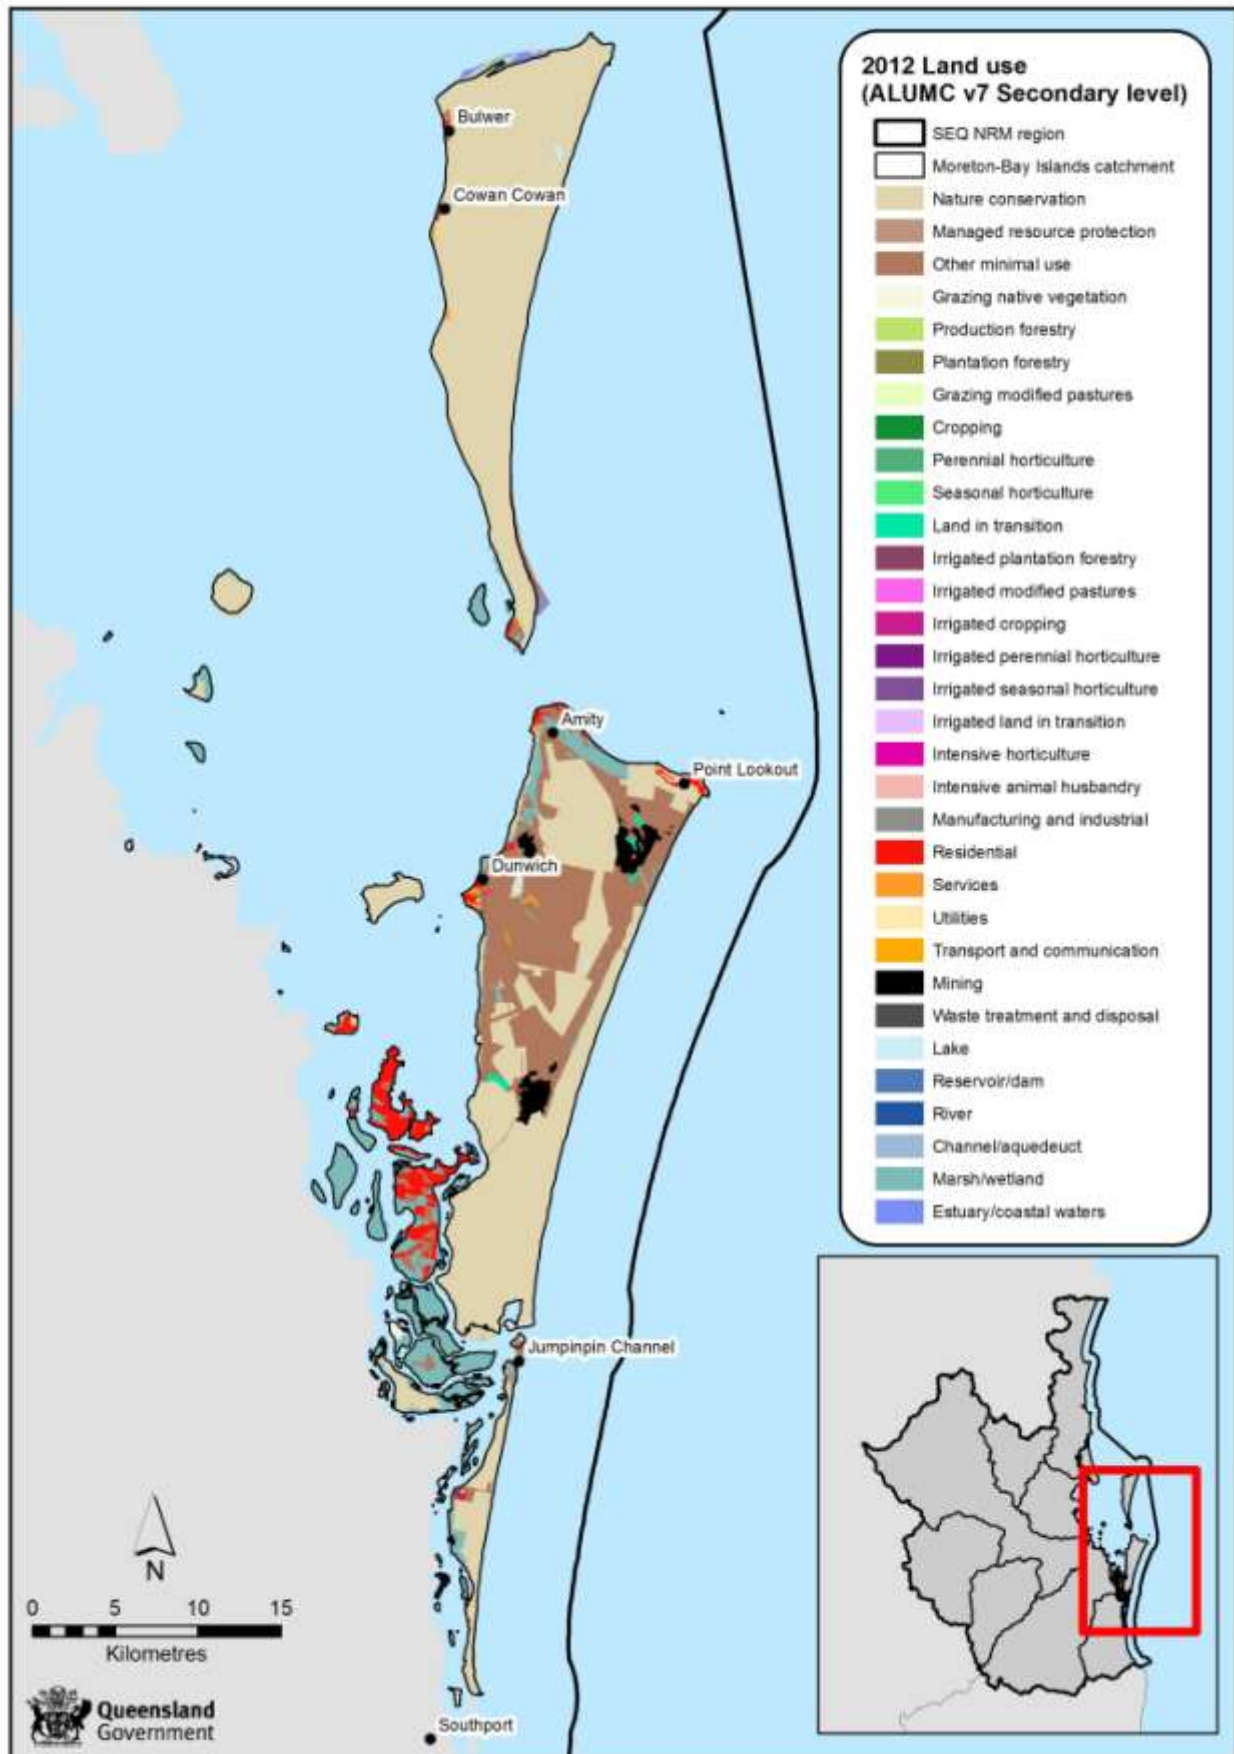 2012 Land use
(ALUMC v7 Secondary level)
SEQ NRM region
Moreton-Bay Islands catchment
Nature conservation
Managed resource protection
Other minimal use
Grazing native vegetation
Production forestry
Plantation forestry
Grazing modified pastures
Cropping
Perennial horticulture
Seasonal horticulture
Land in transition
Irrigated plantation forestry
Irrigated modified pastures
Irrigated cropping
Irrigated perennial horticulture
Irrigated seasonal horticulture
Irrigated land in transition
Intensive horticulture
Intensive animal husbandry
Manufacturing and industrial
Residential
Services
Utilities
Transport and communication
Mining
Waste treatment and disposal
Lake
Reservoir/dam
River
Channel/aquedeuct
Marsh/wetland
Estuary/coastal waters
Bulwer
Cowan Cowan
Amity
Point Lookout
Dunwich
Jumpinpin Channel
Southport
N
0 5 10 15
Kilometres
Queensland
Government